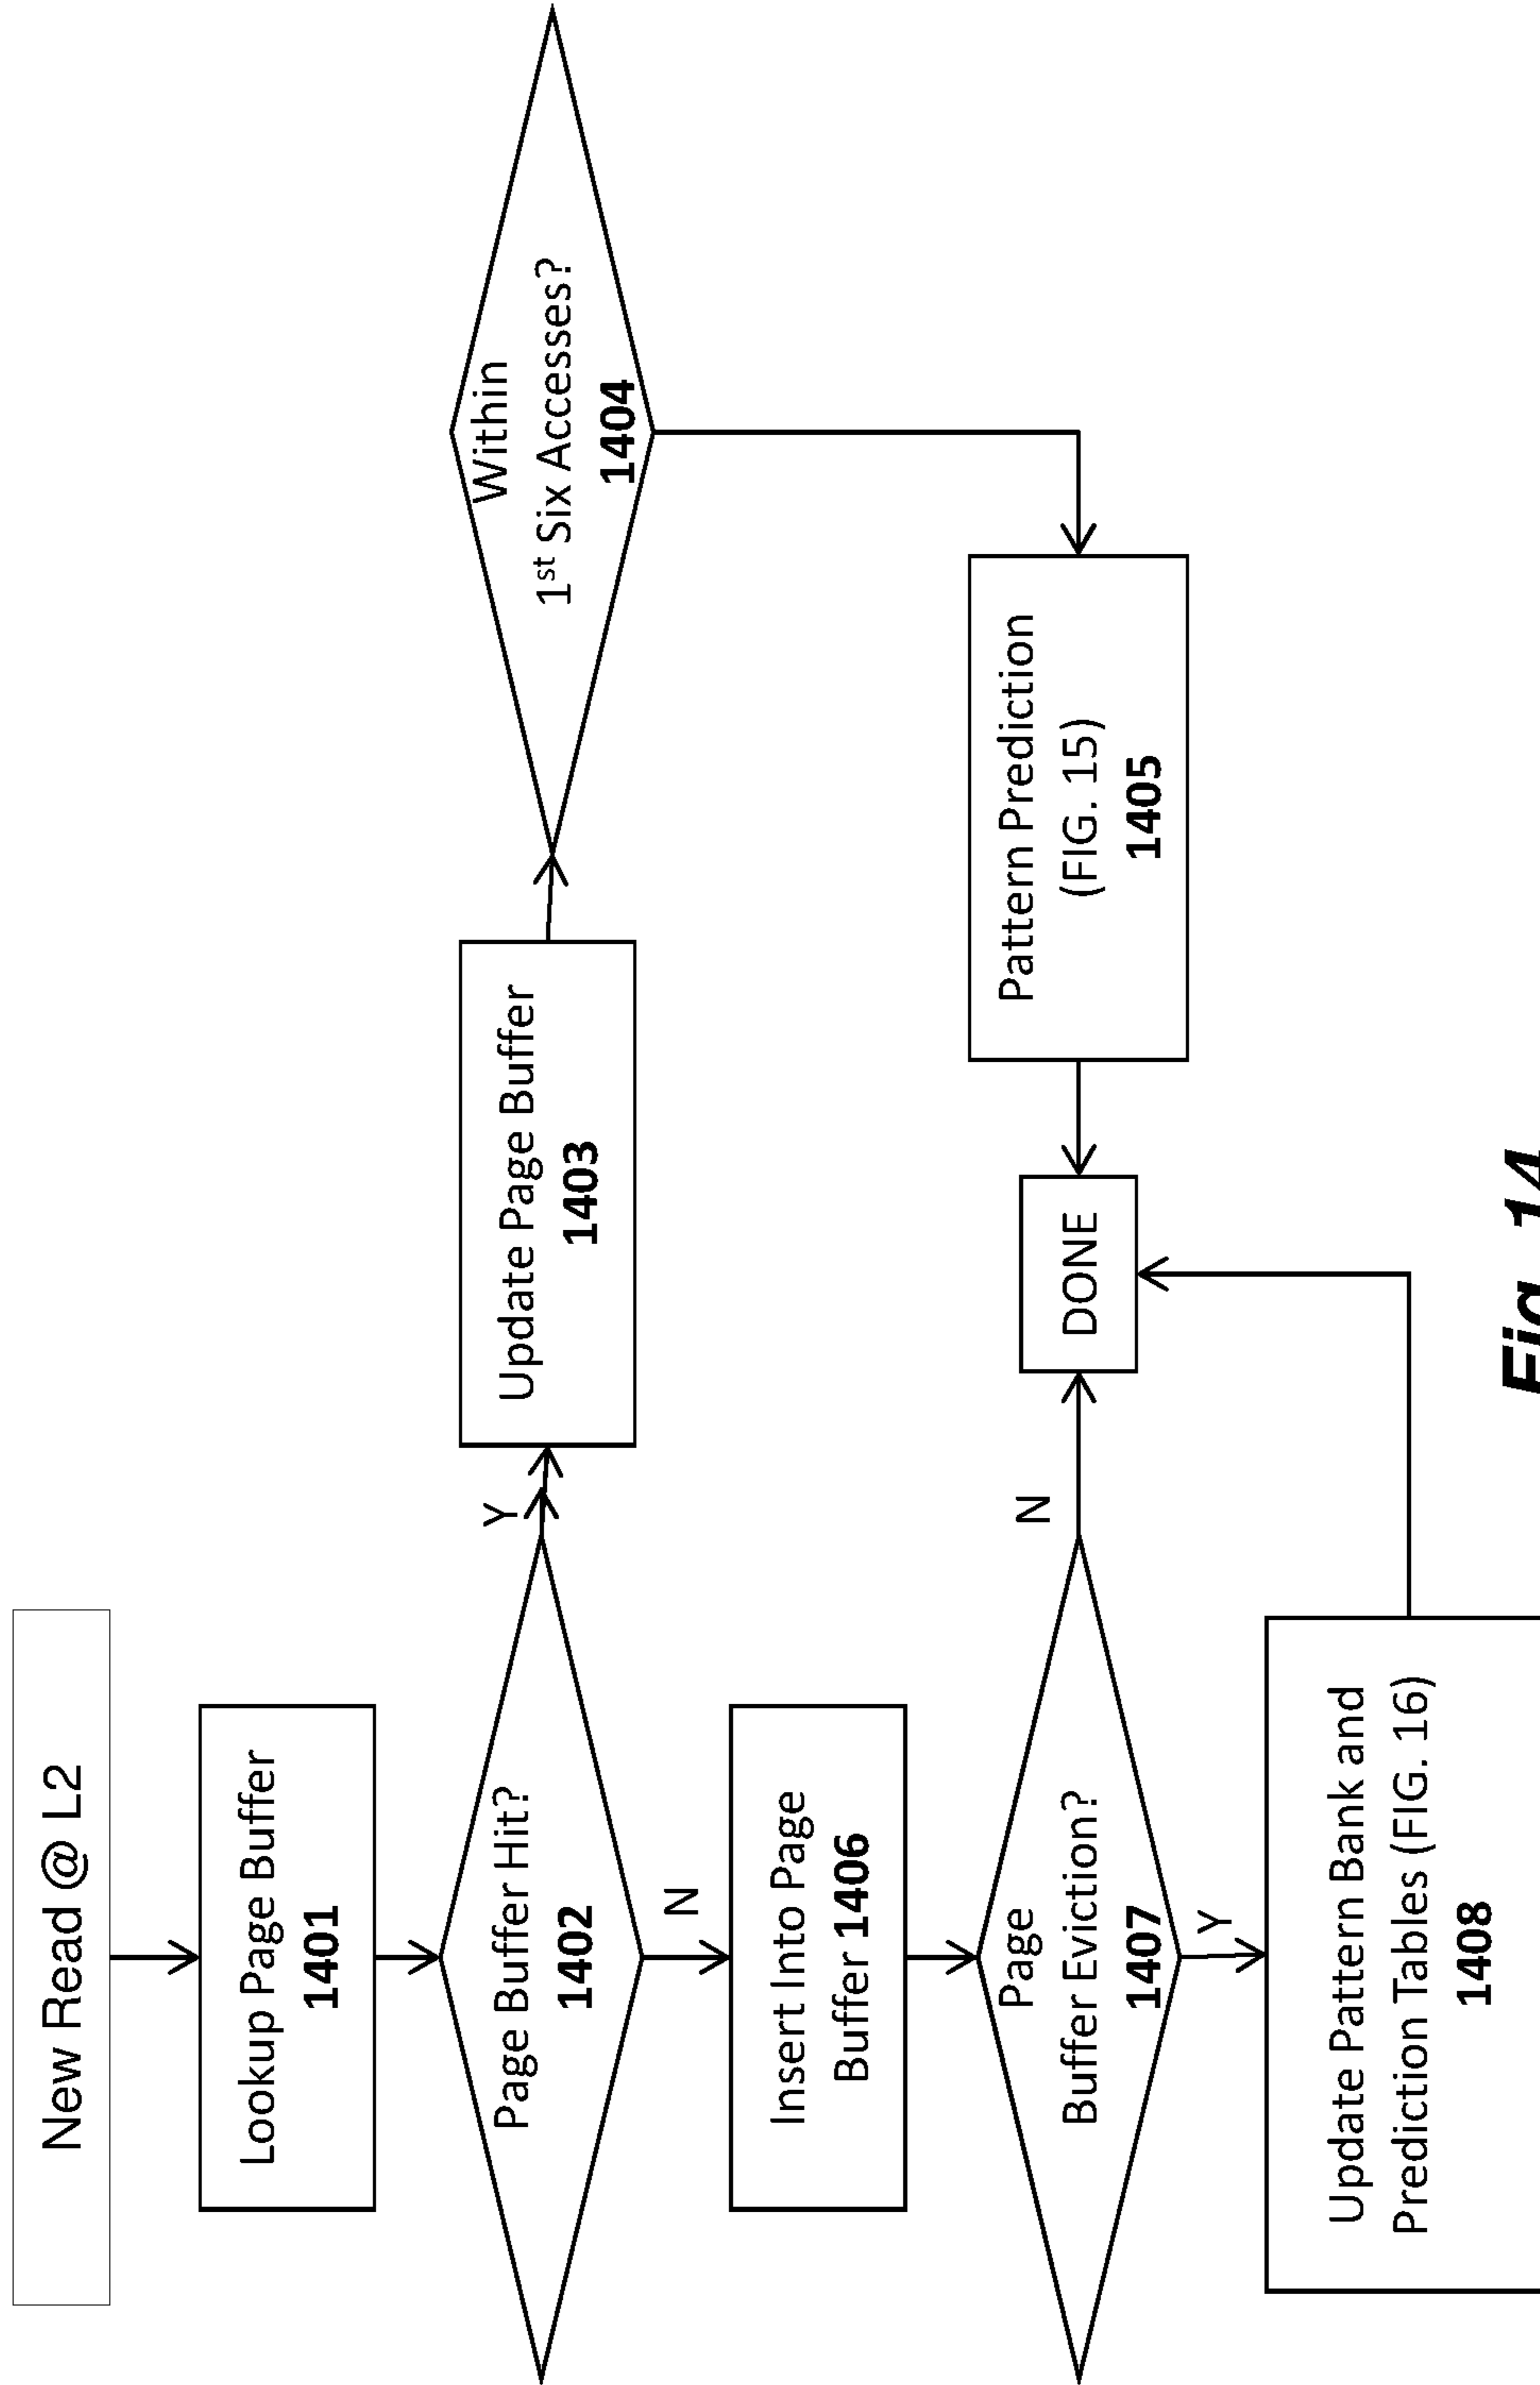 New Read @ L2
Lookup Page Buffer
1401
Page Buffer Hit?
1402
Y
N
Update Page Buffer
1403
Within
1st Six Accesses?
1404
Insert Into Page
Buffer 1406
Page
Buffer Eviction?
1407
N
Y
DONE
Pattern Prediction
(FIG. 15)
1405
Update Pattern Bank and
Prediction Tables (FIG. 16)
1408
Fig. 14